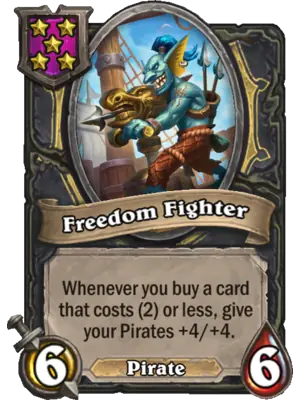 Freedom Fighter
Whenever you buy a card
that costs (2) or less, give
your Pirates +4/+4.
6
Pirate
6